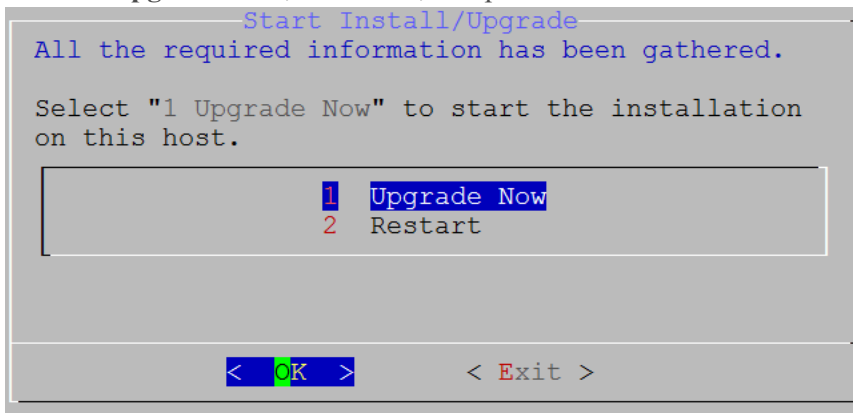 Start Install/Upgrade
All the required information has been gathered.
Select "1 Upgrade Now" to start the installation
on this host.
1 Upgrade Now
2 Restart
< OK > < Exit >